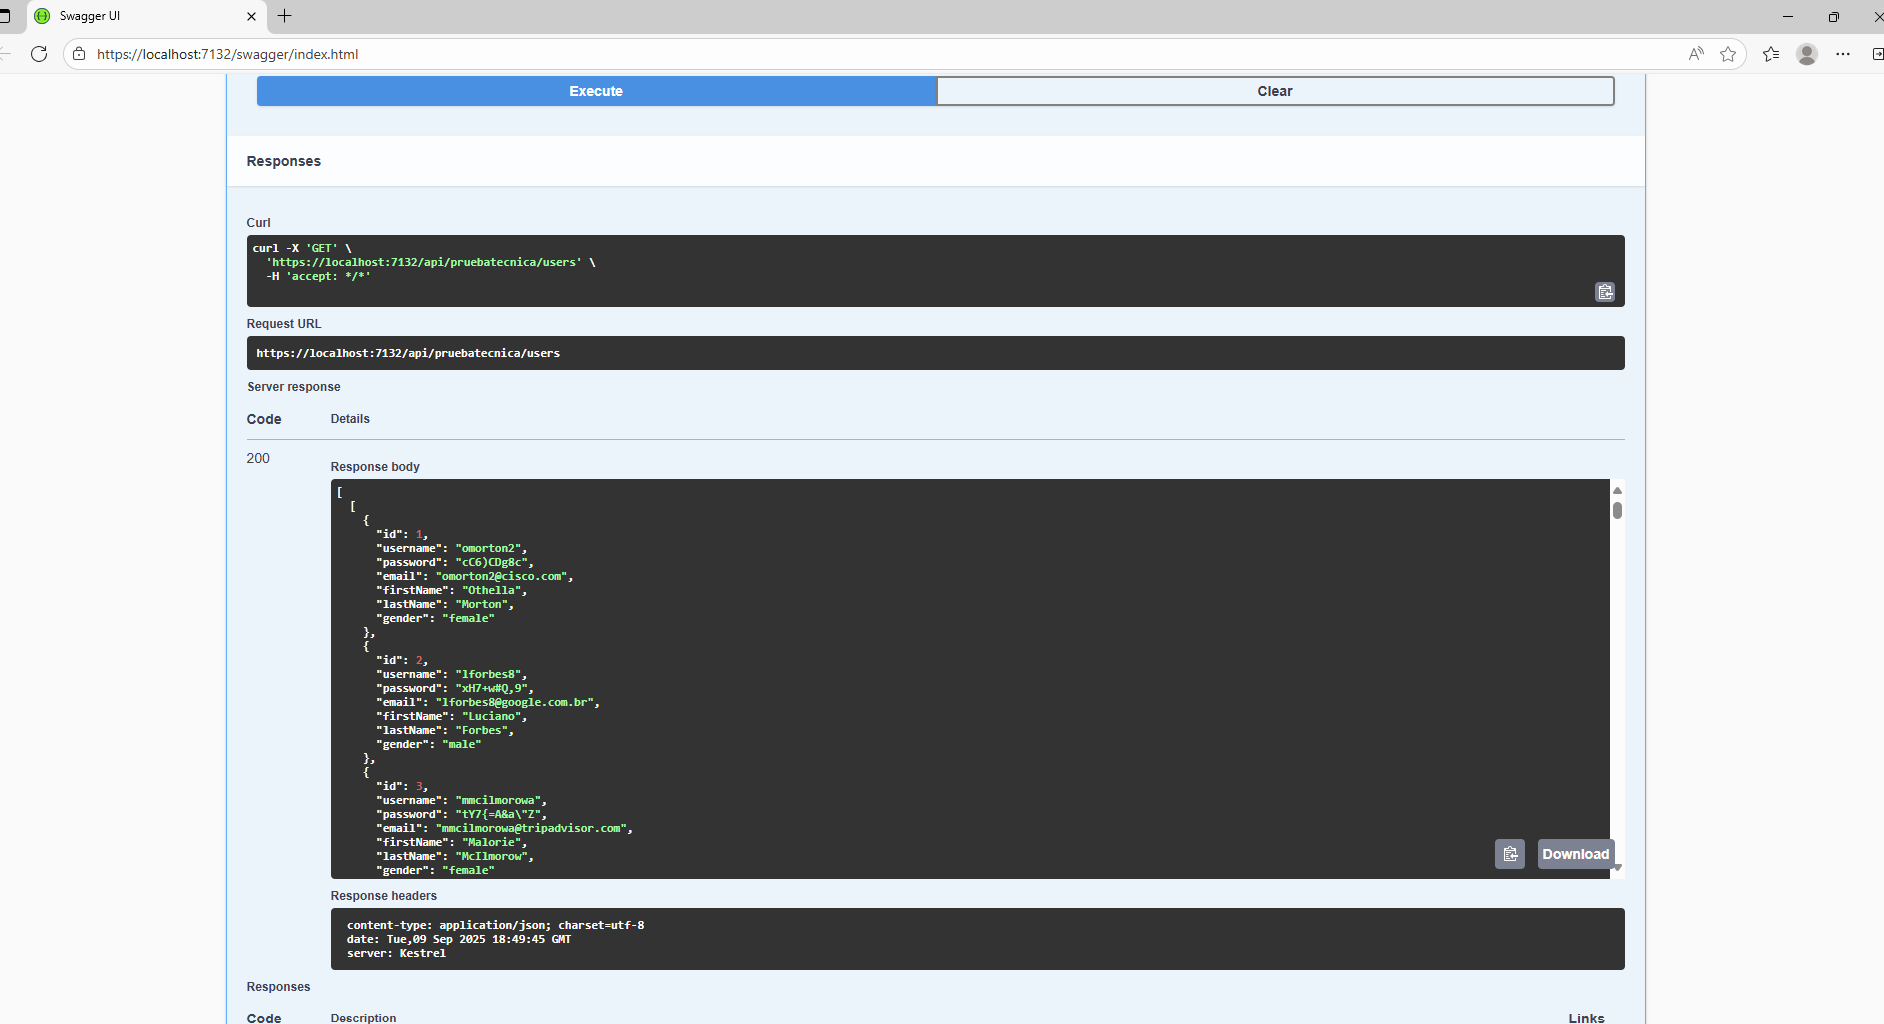 Swagger UI
https://localhost:7132/swagger/index.html
Execute
Clear
Responses
Curl
curl -X 'GET' \
'https://localhost:7132/api/pruebatecnica/users' \
-H 'accept: */*'
Request URL
https://localhost:7132/api/pruebatecnica/users
Server response
Code
Details
200
Response body
[
[
{
"id": 1,
"username": "omorton2",
"password": "cC6)CDg8c",
"email": "omorton2@cisco.com",
"firstName": "Othella",
"lastName": "Morton",
"gender": "female"
},
{
"id": 2,
"username": "lforbes8",
"password": "xH7+w#Q,9",
"email": "lforbes8@google.com.br",
"firstName": "Luciano",
"lastName": "Forbes",
"gender": "male"
},
{
"id": 3,
"username": "mmcilmorowa",
"password": "tY7{=A&a\"Z",
"email": "mmcilmorowa@tripadvisor.com",
"firstName": "Malorie",
"lastName": "McIlmorow",
"gender": "female"
Download
Response headers
content-type: application/json; charset=utf-8
date: Tue,09 Sep 2025 18:49:45 GMT
server: Kestrel
Responses
Code
Description
Links